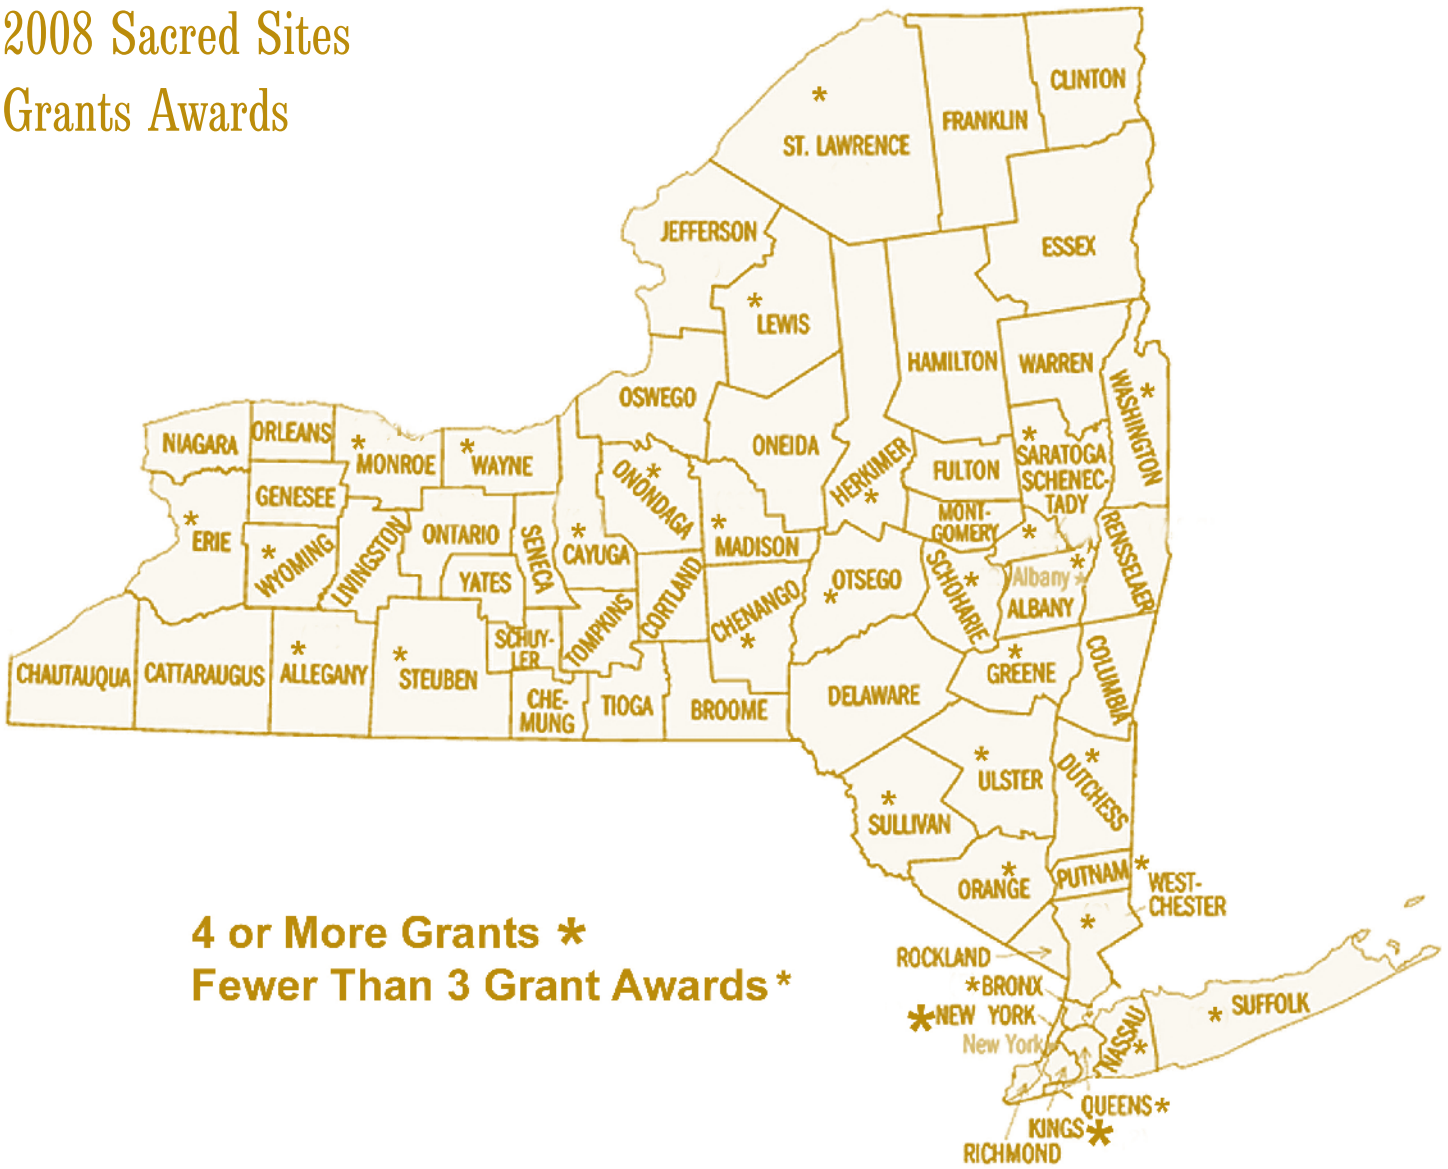 2008 Sacred Sites
Grants Awards
CLINTON
FRANKLIN
ST. LAWRENCE
JEFFERSON
ESSEX
LEWIS
HAMILTON
WARREN
WASHINGTON
OSWEGO
ONEIDA
HERKIMER
NIAGARA
ORLEANS
MONROE
WAYNE
FULTON
SARATOGA
SCHENEC-
TADY
GENESEE
ONONDAGA
MONT-
GOMERY
ERIE
WYOMING
LIVINGSTON
ONTARIO
SENECA
CAYUGA
MADISON
RENSSELAER
YATES
CORTLAND
CHENANGO
OTSEGO
SCHOHARIE
Albany *
ALBANY
SCHUY-
LER
TOMPKINS
CHAUTAUQUA
CATTARAUGUS
ALLEGANY
STEUBEN
CHE-
MUNG
TIOGA
BROOME
DELAWARE
GREENE
COLUMBIA
ULSTER
DUTCHESS
SULLIVAN
ORANGE
PUTNAM
WEST-
CHESTER
4 or More Grants *
Fewer Than 3 Grant Awards *
ROCKLAND
*BRONX
*NEW YORK
New York
NASSAU
SUFFOLK
QUEENS*
KINGS*
RICHMOND